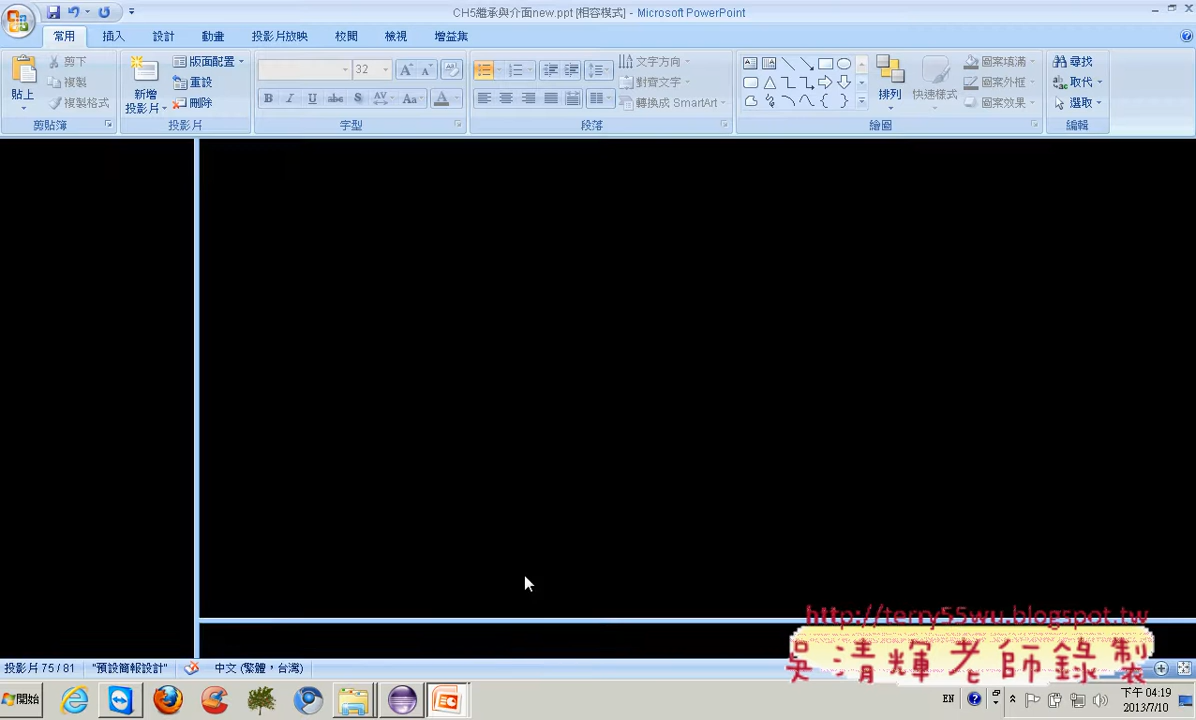 CH5繼承與介面new.ppt [相容模式] - Microsoft PowerPoint
常用 插入 設計 動畫 投影片放映 校閱 檢視 增益集
貼上 剪下 複製 複製格式 剪貼簿
新增投影片 版面配置 重設 刪除 投影片
32 B I U abc S AV Aa A 字型
文字方向 對齊文字 轉換成 SmartArt 段落
排列 快速樣式 圖案填滿 圖案外框 圖案效果 繪圖
尋找 取代 選取 編輯
http://terry55wu.blogspot.tw
吳清輝老師錄製
投影片 75 / 81 "預設簡報設計" 中文 (繁體，台灣)
開始 EN 下午 04:19
2013/7/10